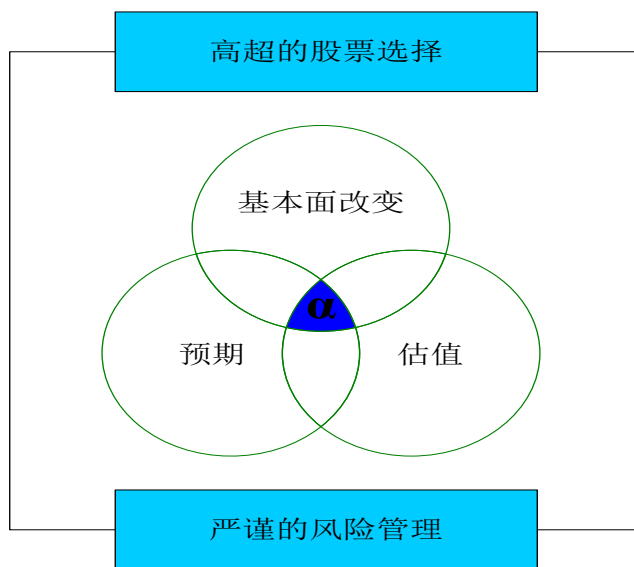 高超的股票选择
基本面改变
α
预期
估值
严谨的风险管理